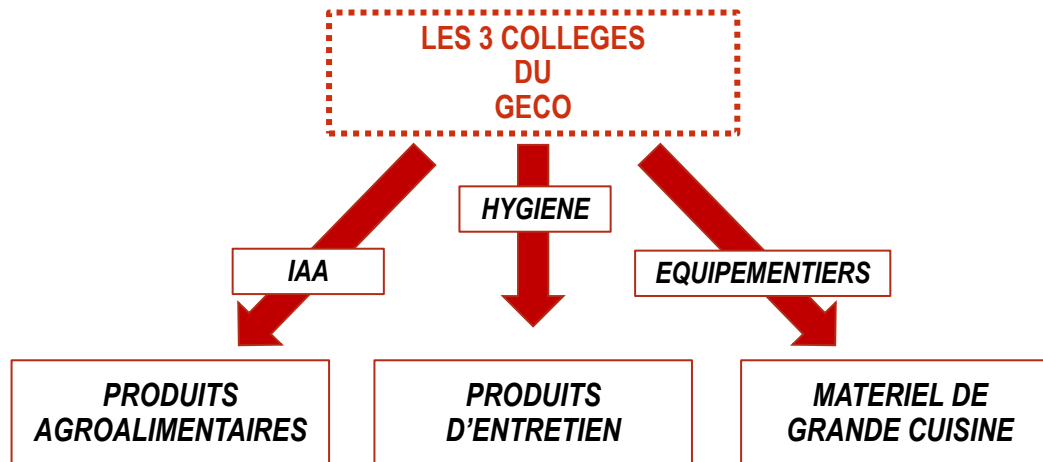 LES 3 COLLEGES
DU
GECO
HYGIENE
IAA
EQUIPEMENTIERS
PRODUITS
AGROALIMENTAIRES
PRODUITS
D’ENTRETIEN
MATERIEL DE
GRANDE CUISINE